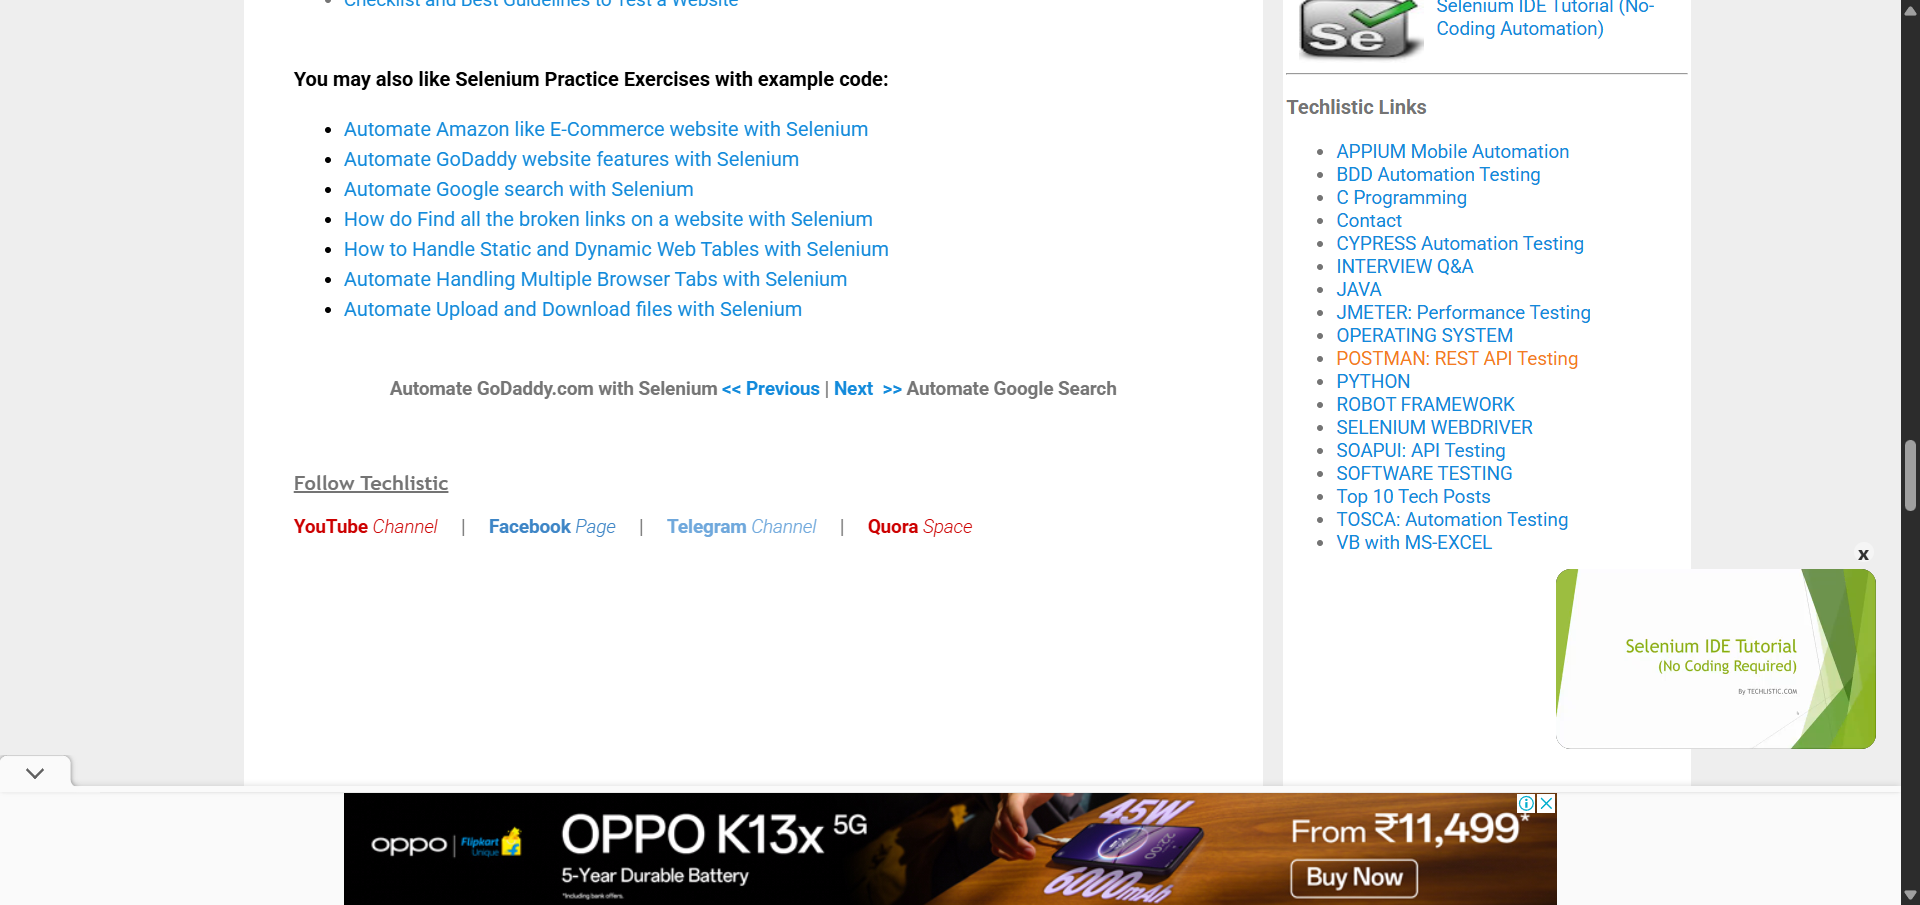 Checklist and Best Guidelines to Test a Website
You may also like Selenium Practice Exercises with example code:
Automate Amazon like E-Commerce website with Selenium
Automate GoDaddy website features with Selenium
Automate Google search with Selenium
How do Find all the broken links on a website with Selenium
How to Handle Static and Dynamic Web Tables with Selenium
Automate Handling Multiple Browser Tabs with Selenium
Automate Upload and Download files with Selenium
Automate GoDaddy.com with Selenium << Previous | Next >> Automate Google Search
Follow Techlistic
YouTube Channel | Facebook Page | Telegram Channel | Quora Space
Se
Selenium IDE Tutorial (No-
Coding Automation)
Techlistic Links
APPIUM Mobile Automation
BDD Automation Testing
C Programming
Contact
CYPRESS Automation Testing
INTERVIEW Q&A
JAVA
JMETER: Performance Testing
OPERATING SYSTEM
POSTMAN: REST API Testing
PYTHON
ROBOT FRAMEWORK
SELENIUM WEBDRIVER
SOAPUI: API Testing
SOFTWARE TESTING
Top 10 Tech Posts
TOSCA: Automation Testing
VB with MS-EXCEL
x
Selenium IDE Tutorial
(No Coding Required)
By TECHLISTIC.COM
oppo | Flipkart
Unique
OPPO K13x 5G
5-Year Durable Battery
*Including bank offers.
45W
22:00
6000mAh
From ₹11,499*
Buy Now